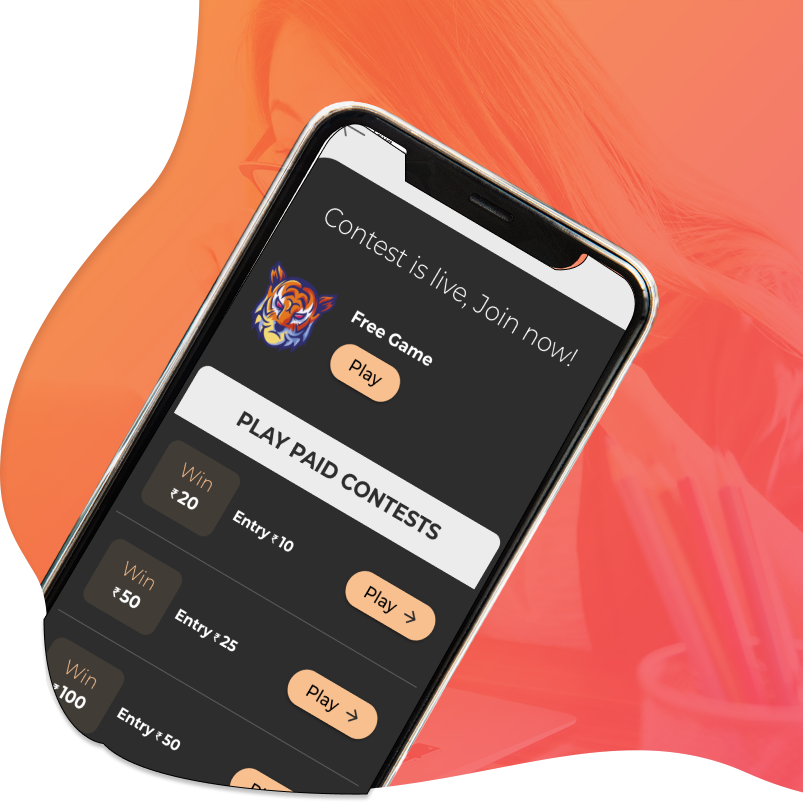 Contest is live, Join now!
Free Game
Play
PLAY PAID CONTESTS
Win
₹20
Entry ₹10
Play →
Win
₹50
Entry ₹25
Play →
Win
₹100
Entry ₹50